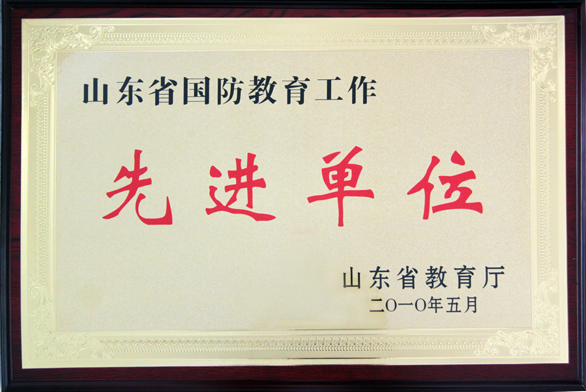 山东省国防教育工作
先进单位
山东省教育厅
二〇一〇年五月